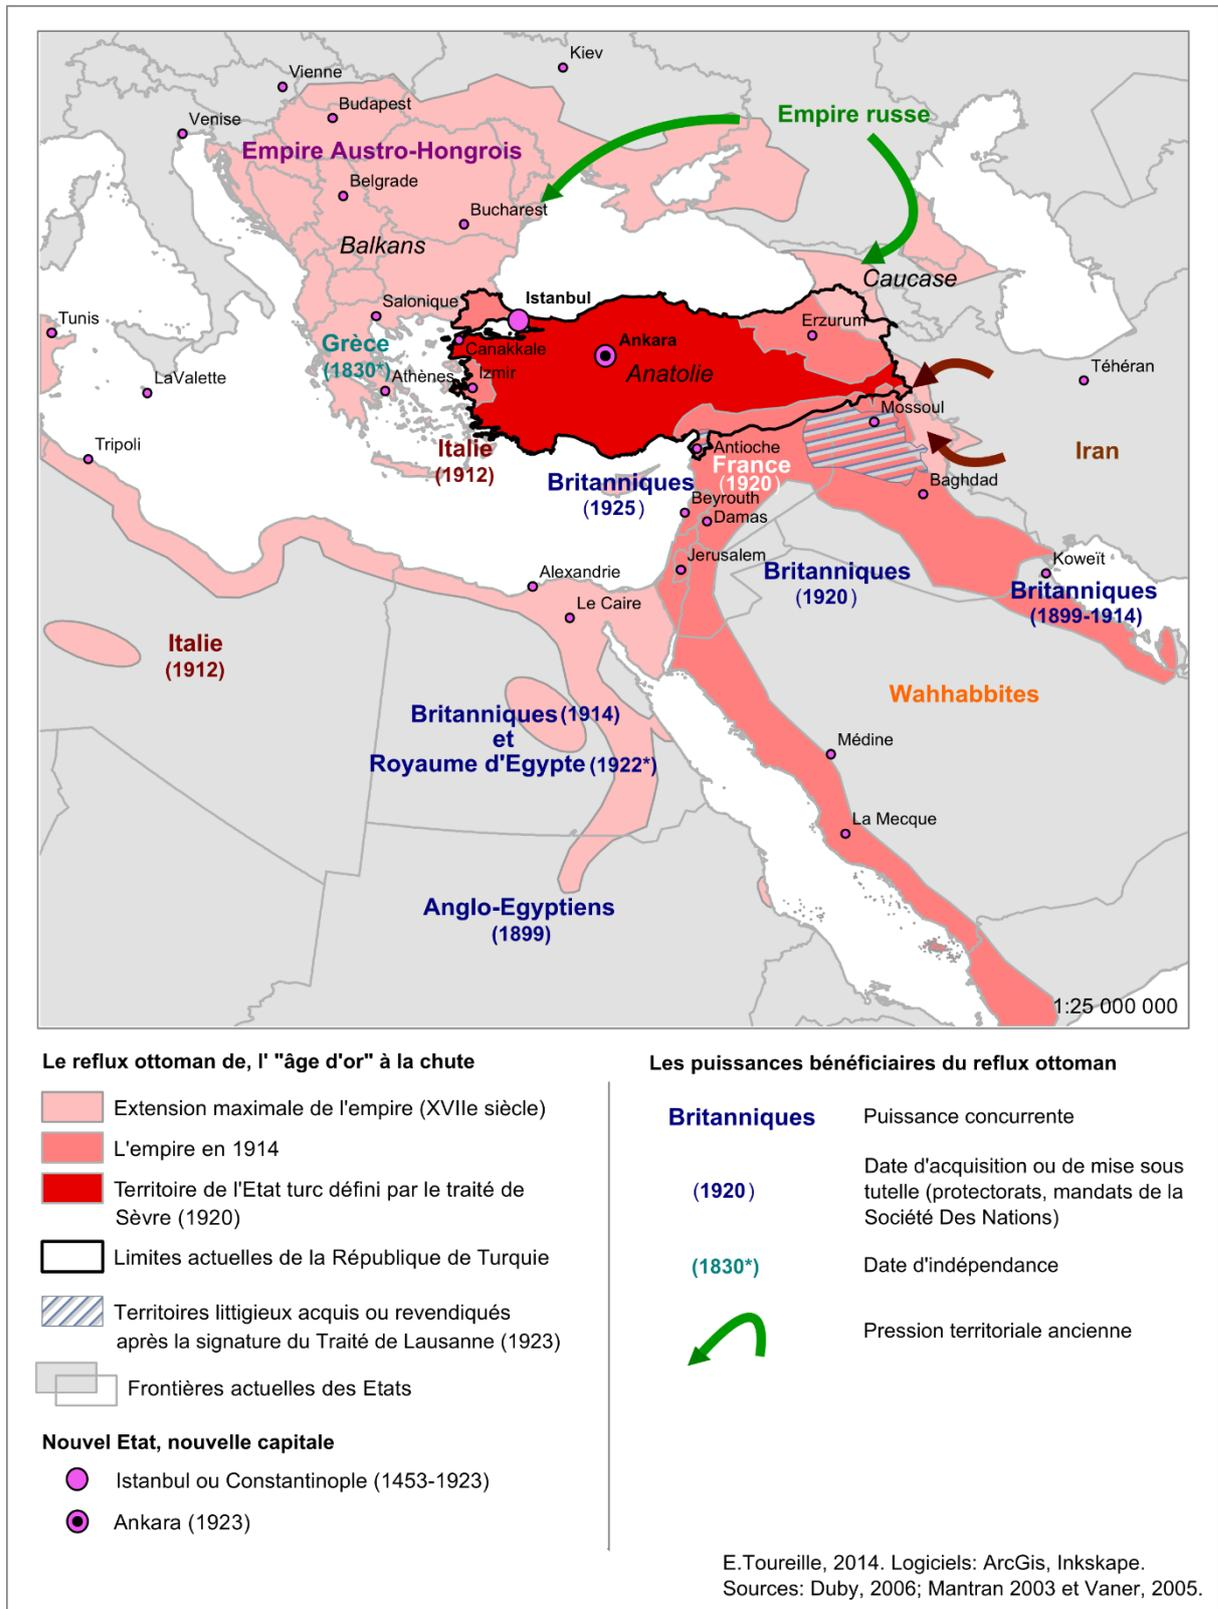 Kiev
Vienne
Budapest
Venise
Empire russe
Empire Austro-Hongrois
Belgrade
Bucharest
Balkans
Caucase
Salonique
Istanbul
Tunis
Erzurum
Grèce
(1830*)
Canakkale
Ankara
Anatolie
Izmir
Athènes
LaValette
Téhéran
Mossoul
Tripoli
Italie
(1912)
Antioche
France
(1920)
Iran
Britanniques
(1925)
Beyrouth
Damas
Baghdad
Jerusalem
Koweït
Alexandrie
Britanniques
(1920)
Britanniques
(1899-1914)
Le Caire
Italie
(1912)
Wahhabbites
Britanniques (1914)
et
Royaume d'Egypte (1922*)
Médine
La Mecque
Anglo-Egyptiens
(1899)
1:25 000 000
Le reflux ottoman de, l' "âge d'or" à la chute
Extension maximale de l'empire (XVIIe siècle)
L'empire en 1914
Territoire de l'Etat turc défini par le traité de
Sèvre (1920)
Limites actuelles de la République de Turquie
Territoires littigieux acquis ou revendiqués
après la signature du Traité de Lausanne (1923)
Frontières actuelles des Etats
Nouvel Etat, nouvelle capitale
Istanbul ou Constantinople (1453-1923)
Ankara (1923)
Les puissances bénéficiaires du reflux ottoman
Britanniques
Puissance concurrente
(1920)
Date d'acquisition ou de mise sous
tutelle (protectorats, mandats de la
Société Des Nations)
(1830*)
Date d'indépendance
Pression territoriale ancienne
E.Toureille, 2014. Logiciels: ArcGis, Inkskape.
Sources: Duby, 2006; Mantran 2003 et Vaner, 2005.